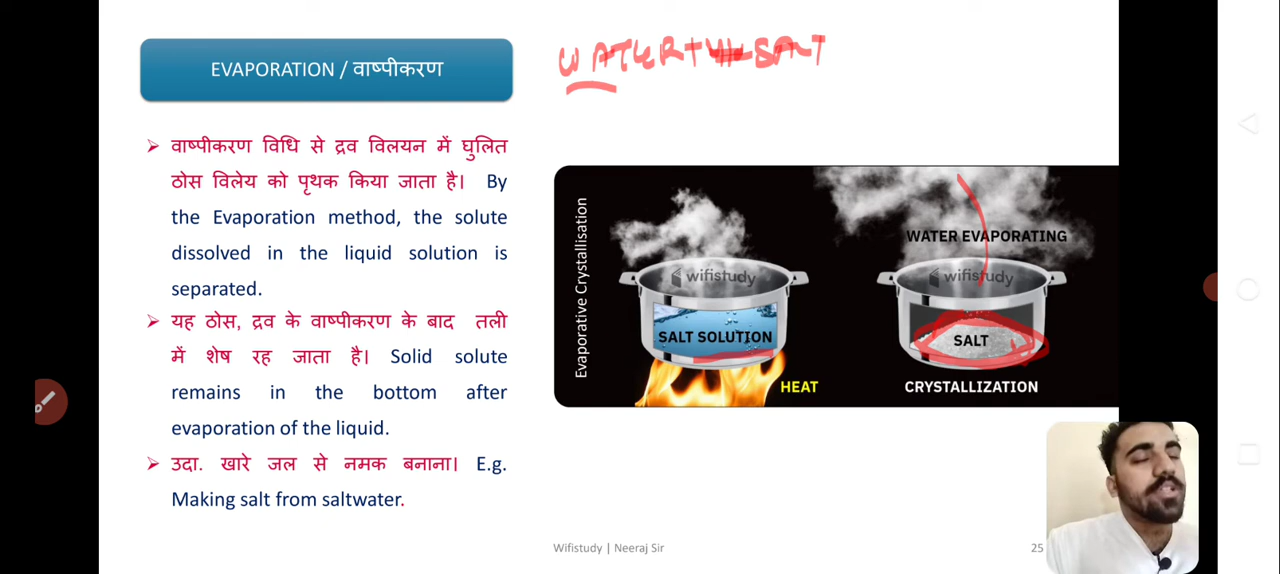 EVAPORATION / वाष्पीकरण
WATER + SALT
➢ वाष्पीकरण विधि से द्रव विलयन में घुलित
ठोस विलेय को पृथक किया जाता है। By
the Evaporation method, the solute
dissolved in the liquid solution is
separated.
➢ यह ठोस, द्रव के वाष्पीकरण के बाद तली
में शेष रह जाता है। Solid solute
remains in the bottom after
evaporation of the liquid.
➢ उदा. खारे जल से नमक बनाना। E.g.
Making salt from saltwater.
Evaporative Crystallisation
wifistudy
SALT SOLUTION
HEAT
WATER EVAPORATING
wifistudy
SALT
CRYSTALLIZATION
Wifistudy | Neeraj Sir
25